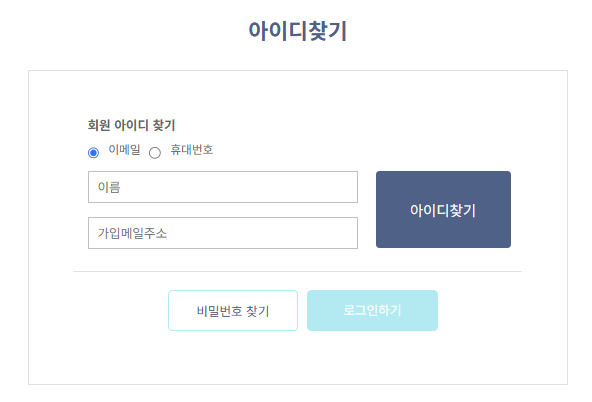 아이디찾기
회원 아이디 찾기
이메일 휴대번호
이름
가입메일주소
아이디찾기
비밀번호 찾기 로그인하기